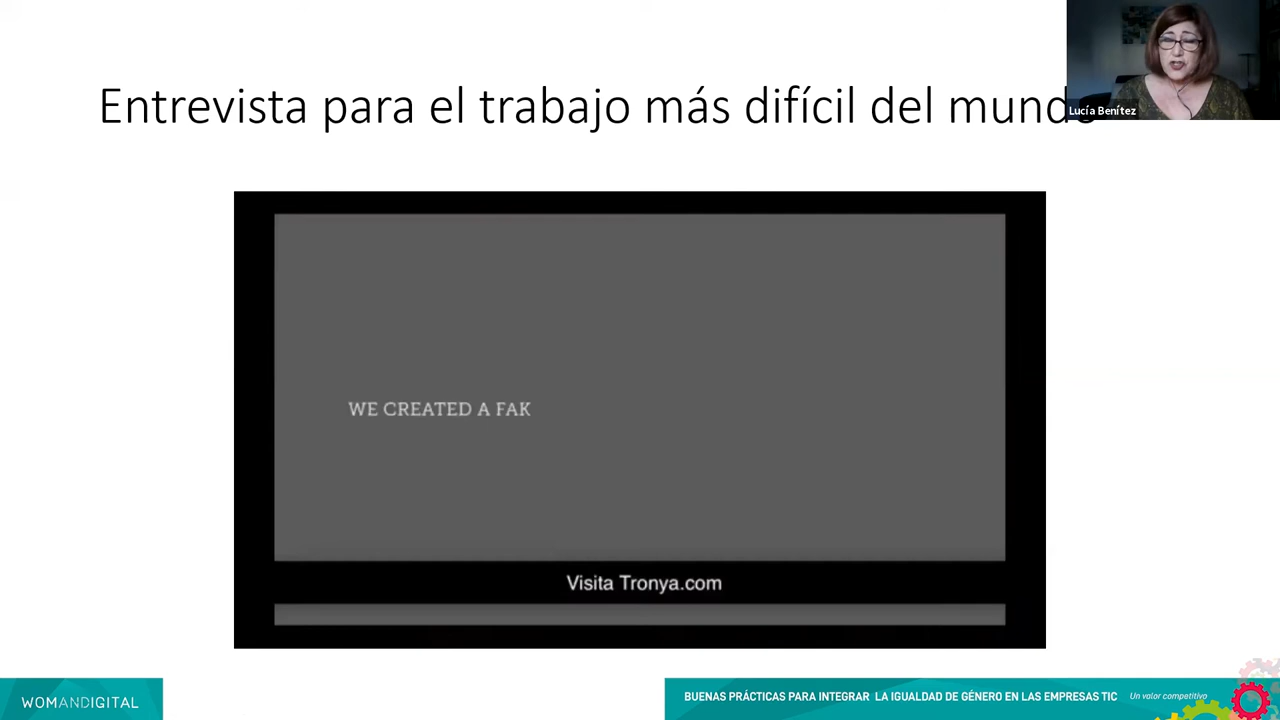 Entrevista para el trabajo más difícil del mundo
Lucía Benítez
WE CREATED A FAK
Visita Tronya.com
WOMANDIGITAL
BUENAS PRÁCTICAS PARA INTEGRAR LA IGUALDAD DE GÉNERO EN LAS EMPRESAS TIC
Un valor competitivo